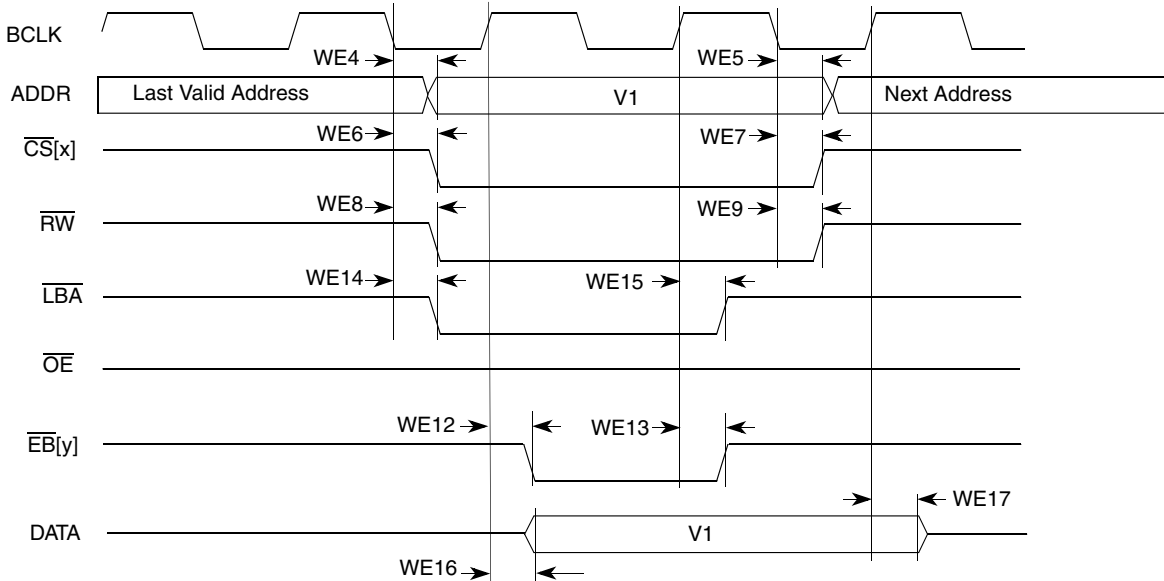 BCLK
WE4 WE5
ADDR Last Valid Address V1 Next Address
WE6 WE7
CS[x]
WE8 WE9
RW
WE14 WE15
LBA
OE
WE12 WE13
EB[y]
WE17
DATA V1
WE16